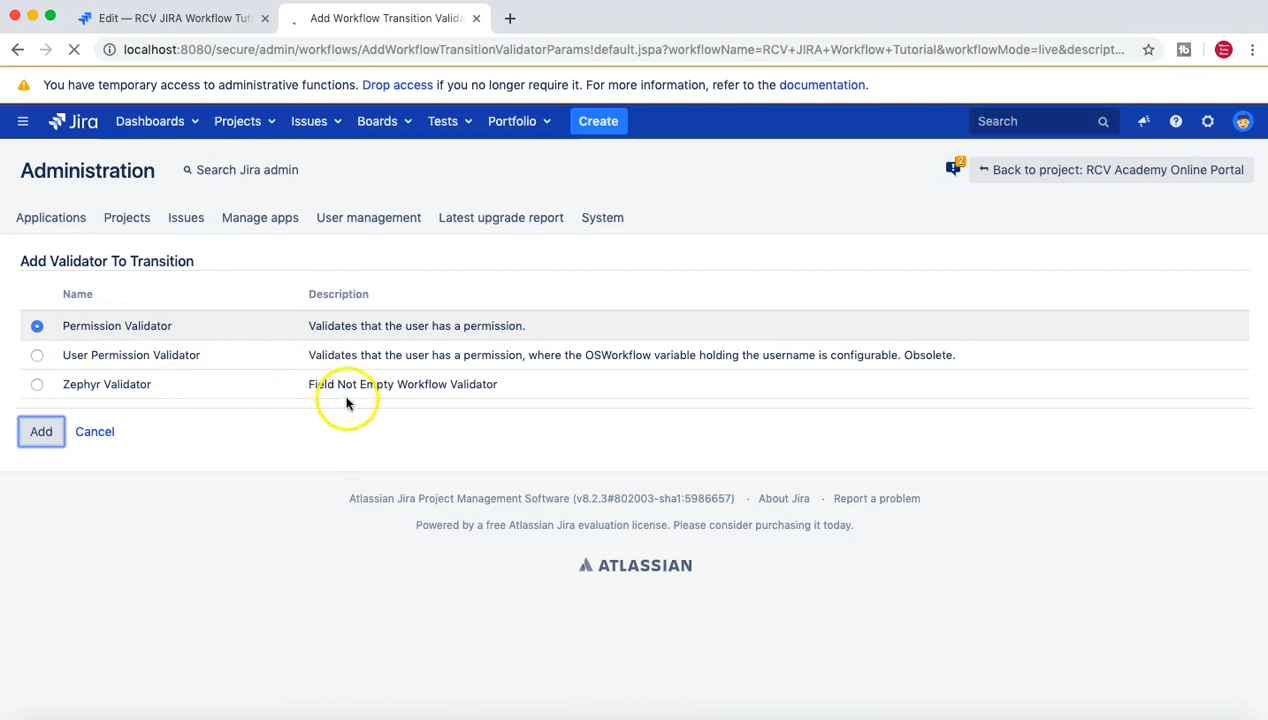 Edit — RCV JIRA Workflow Tut
Add Workflow Transition Valida
localhost:8080/secure/admin/workflows/AddWorkflowTransitionValidatorParams!default.jspa?workflowName=RCV+JIRA+Workflow+Tutorial&workflowMode=live&descript...
You have temporary access to administrative functions. Drop access if you no longer require it. For more information, refer to the documentation.
Jira Dashboards Projects Issues Boards Tests Portfolio Create Search
Administration Search Jira admin 2 Back to project: RCV Academy Online Portal
Applications Projects Issues Manage apps User management Latest upgrade report System
Add Validator To Transition
Name Description
Permission Validator Validates that the user has a permission.
User Permission Validator Validates that the user has a permission, where the OSWorkflow variable holding the username is configurable. Obsolete.
Zephyr Validator Field Not Empty Workflow Validator
Add Cancel
Atlassian Jira Project Management Software (v8.2.3#802003-sha1:5986657) · About Jira · Report a problem
Powered by a free Atlassian Jira evaluation license. Please consider purchasing it today.
ATLASSIAN